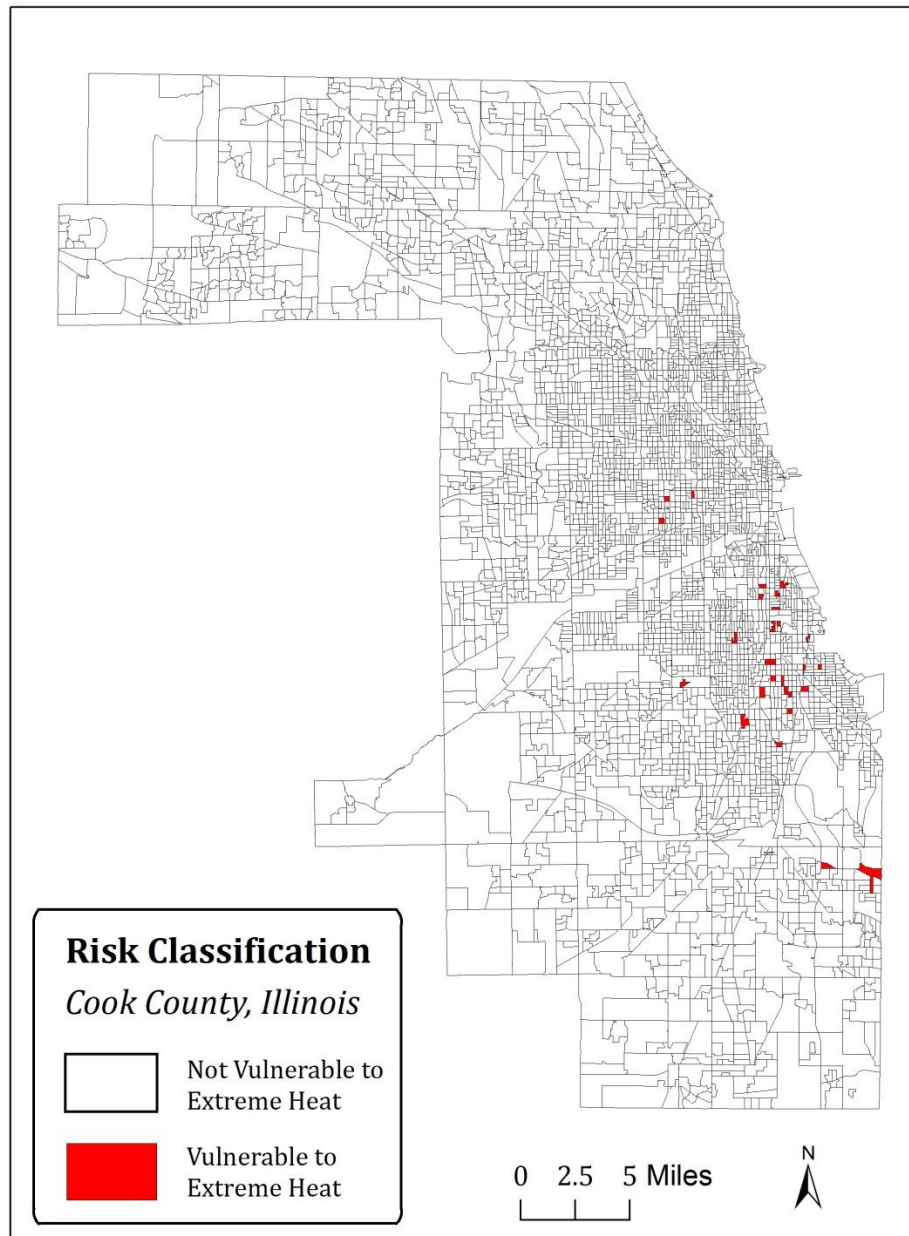 Risk Classification
Cook County, Illinois
Not Vulnerable to
Extreme Heat
Vulnerable to
Extreme Heat
0 2.5 5 Miles
N